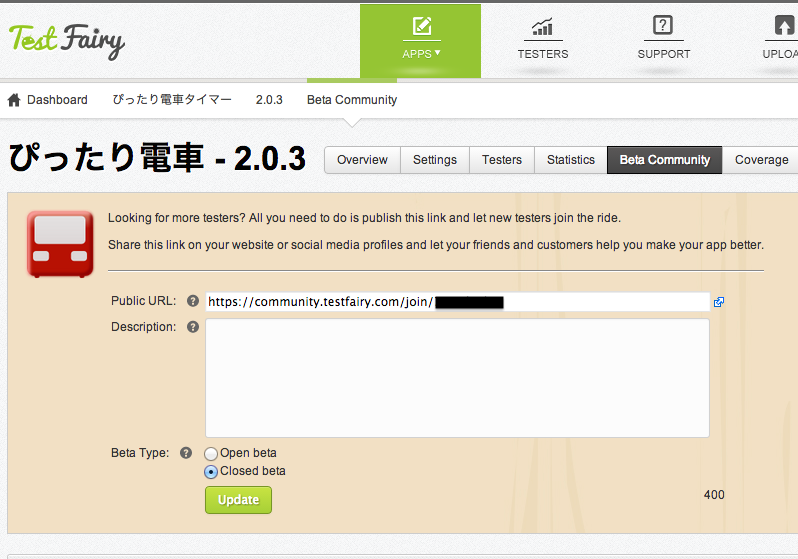 Test Fairy
APPS ▾
TESTERS
SUPPORT
UPLOA
Dashboard ぴったり電車タイマー 2.0.3 Beta Community
ぴったり電車 - 2.0.3
Overview Settings Testers Statistics Beta Community Coverage
Looking for more testers? All you need to do is publish this link and let new testers join the ride.
Share this link on your website or social media profiles and let your friends and customers help you make your app better.
Public URL: ? https://community.testfairy.com/join/
Description: ?
Beta Type: ? Open beta
Closed beta
Update
400